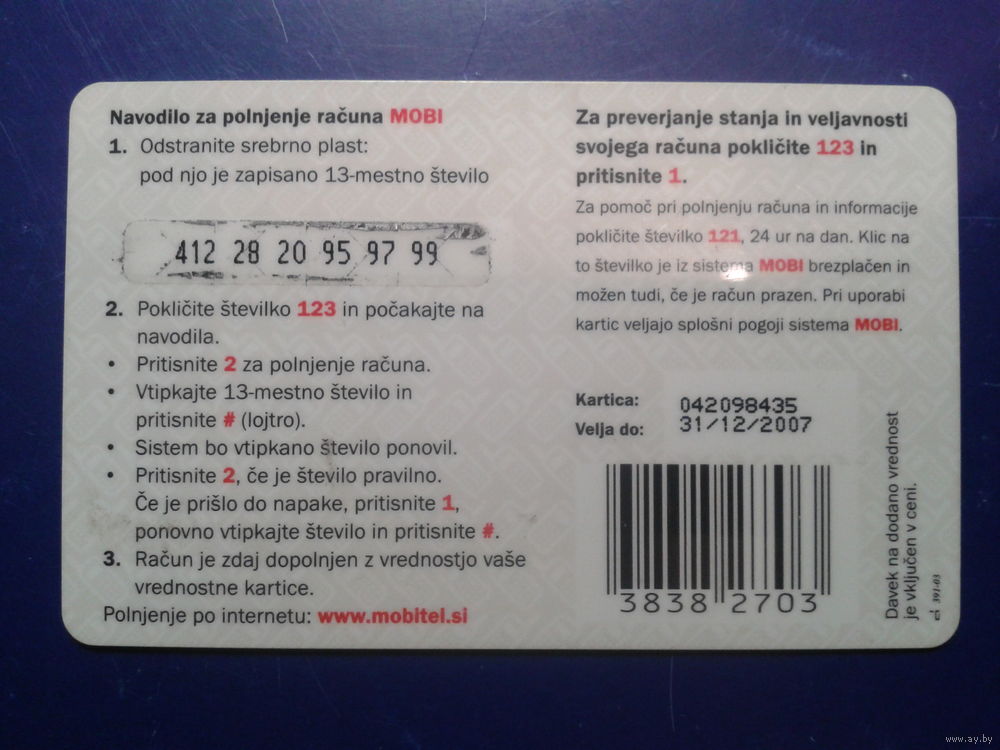 Navodilo za polnjenje računa MOBI
1. Odstranite srebrno plast:
pod njo je zapisano 13-mestno število
412 28 20 95 97 99
2. Pokličite številko 123 in počakajte na
navodila.
• Pritisnite 2 za polnjenje računa.
• Vtipkajte 13-mestno število in
pritisnite # (lojtro).
• Sistem bo vtipkano število ponovil.
• Pritisnite 2, če je število pravilno.
Če je prišlo do napake, pritisnite 1,
ponovno vtipkajte število in pritisnite #.
3. Račun je zdaj dopolnjen z vrednostjo vaše
vrednostne kartice.
Polnjenje po internetu: www.mobitel.si
Za preverjanje stanja in veljavnosti
svojega računa pokličite 123 in
pritisnite 1.
Za pomoč pri polnjenju računa in informacije
pokličite številko 121, 24 ur na dan. Klic na
to številko je iz sistema MOBI brezplačen in
možen tudi, če je račun prazen. Pri uporabi
kartic veljajo splošni pogoji sistema MOBI.
Kartica: 042098435
Velja do: 31/12/2007
3838 2703
Davek na dodano vrednost
je vključen v ceni.
391-03
www.ay.by